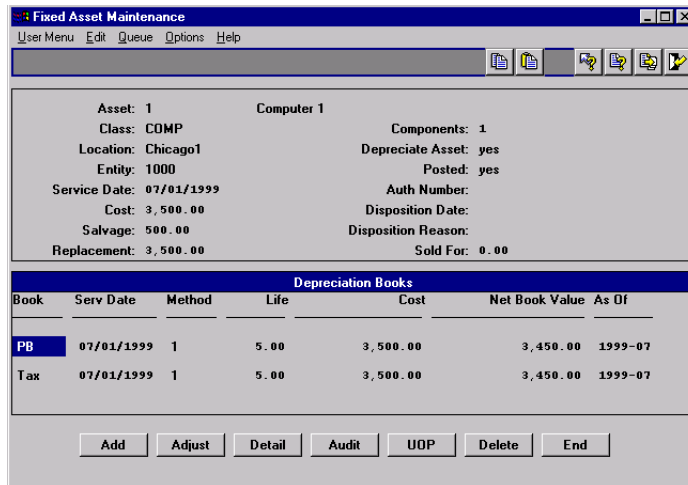 Fixed Asset Maintenance
User Menu Edit Queue Options Help
Asset: 1 Computer 1
Class: COMP Components: 1
Location: Chicago1 Depreciate Asset: yes
Entity: 1000 Posted: yes
Service Date: 07/01/1999 Auth Number:
Cost: 3,500.00 Disposition Date:
Salvage: 500.00 Disposition Reason:
Replacement: 3,500.00 Sold For: 0.00
Depreciation Books
Book Serv Date Method Life Cost Net Book Value As Of
PB 07/01/1999 1 5.00 3,500.00 3,450.00 1999-07
Tax 07/01/1999 1 5.00 3,500.00 3,450.00 1999-07
Add Adjust Detail Audit UOP Delete End